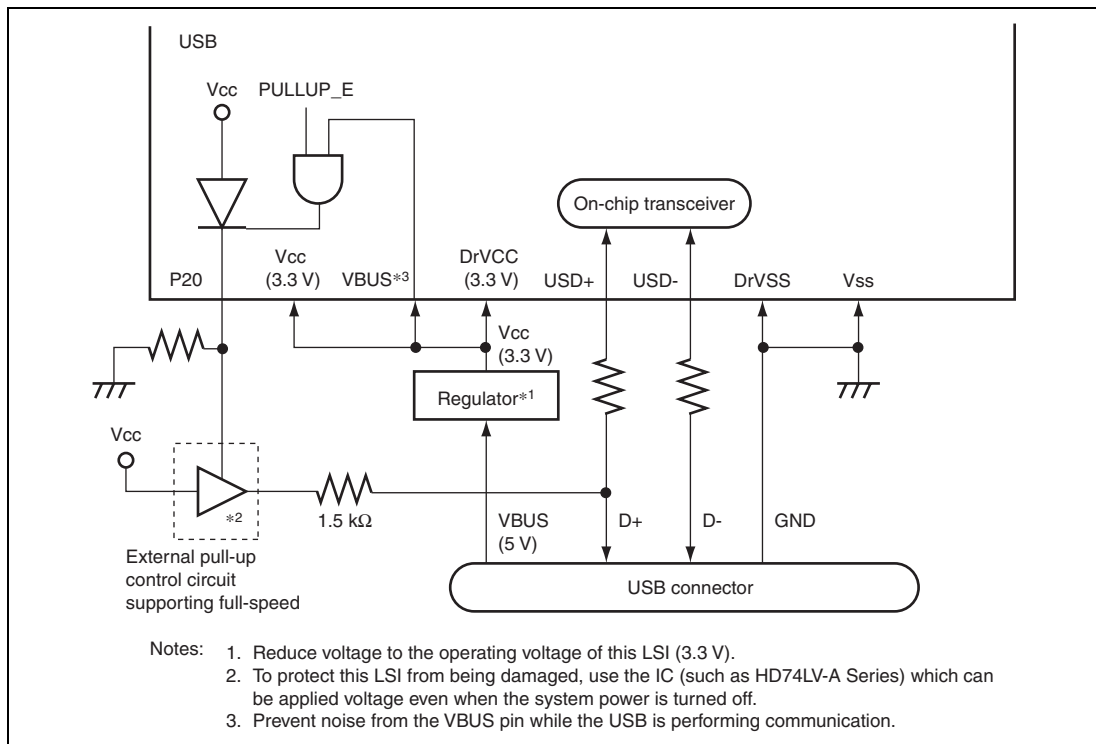 USB
Vcc
PULLUP_E
On-chip transceiver
P20
Vcc
(3.3 V)
VBUS*3
DrVCC
(3.3 V)
USD+
USD-
DrVSS
Vss
Vcc
(3.3 V)
Regulator*1
Vcc
*2
1.5 kΩ
VBUS
(5 V)
D+
D-
GND
External pull-up
control circuit
supporting full-speed
USB connector
Notes: 1. Reduce voltage to the operating voltage of this LSI (3.3 V).
2. To protect this LSI from being damaged, use the IC (such as HD74LV-A Series) which can
be applied voltage even when the system power is turned off.
3. Prevent noise from the VBUS pin while the USB is performing communication.